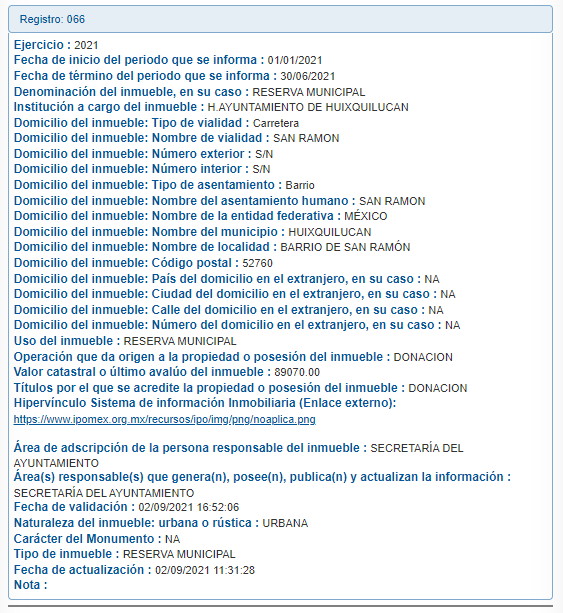 Registro: 066
Ejercicio : 2021
Fecha de inicio del periodo que se informa : 01/01/2021
Fecha de término del periodo que se informa : 30/06/2021
Denominación del inmueble, en su caso : RESERVA MUNICIPAL
Institución a cargo del inmueble : H.AYUNTAMIENTO DE HUIXQUILUCAN
Domicilio del inmueble: Tipo de vialidad : Carretera
Domicilio del inmueble: Nombre de vialidad : SAN RAMON
Domicilio del inmueble: Número exterior : S/N
Domicilio del inmueble: Número interior : S/N
Domicilio del inmueble: Tipo de asentamiento : Barrio
Domicilio del inmueble: Nombre del asentamiento humano : SAN RAMON
Domicilio del inmueble: Nombre de la entidad federativa : MÉXICO
Domicilio del inmueble: Nombre del municipio : HUIXQUILUCAN
Domicilio del inmueble: Nombre de localidad : BARRIO DE SAN RAMÓN
Domicilio del inmueble: Código postal : 52760
Domicilio del inmueble: País del domicilio en el extranjero, en su caso : NA
Domicilio del inmueble: Ciudad del domicilio en el extranjero, en su caso : NA
Domicilio del inmueble: Calle del domicilio en el extranjero, en su caso : NA
Domicilio del inmueble: Número del domicilio en el extranjero, en su caso : NA
Uso del inmueble : RESERVA MUNICIPAL
Operación que da origen a la propiedad o posesión del inmueble : DONACION
Valor catastral o último avalúo del inmueble : 89070.00
Títulos por el que se acredite la propiedad o posesión del inmueble : DONACION
Hipervínculo Sistema de información Inmobiliaria (Enlace externo):
https://www.ipomex.org.mx/recursos/ipo/img/png/noaplica.png
Área de adscripción de la persona responsable del inmueble : SECRETARÍA DEL
AYUNTAMIENTO
Área(s) responsable(s) que genera(n), posee(n), publica(n) y actualizan la información :
SECRETARÍA DEL AYUNTAMIENTO
Fecha de validación : 02/09/2021 16:52:06
Naturaleza del inmueble: urbana o rústica : URBANA
Carácter del Monumento : NA
Tipo de inmueble : RESERVA MUNICIPAL
Fecha de actualización : 02/09/2021 11:31:28
Nota :